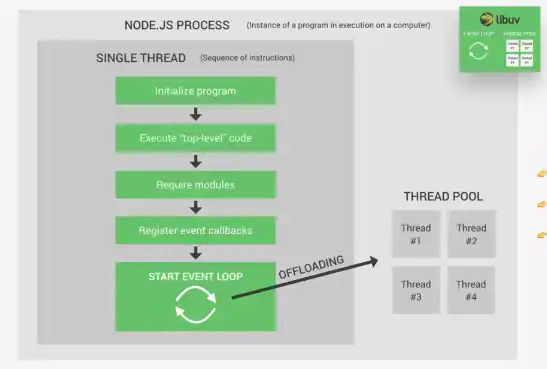 NODE.JS PROCESS (Instance of a program in execution on a computer)
libuv
EVENT LOOP THREAD POOL
Thread #1 Thread #2
Thread #3 Thread #4
SINGLE THREAD (Sequence of instructions)
Initialize program
Execute "top-level" code
Require modules
Register event callbacks
START EVENT LOOP
OFFLOADING
THREAD POOL
Thread #1
Thread #2
Thread #3
Thread #4